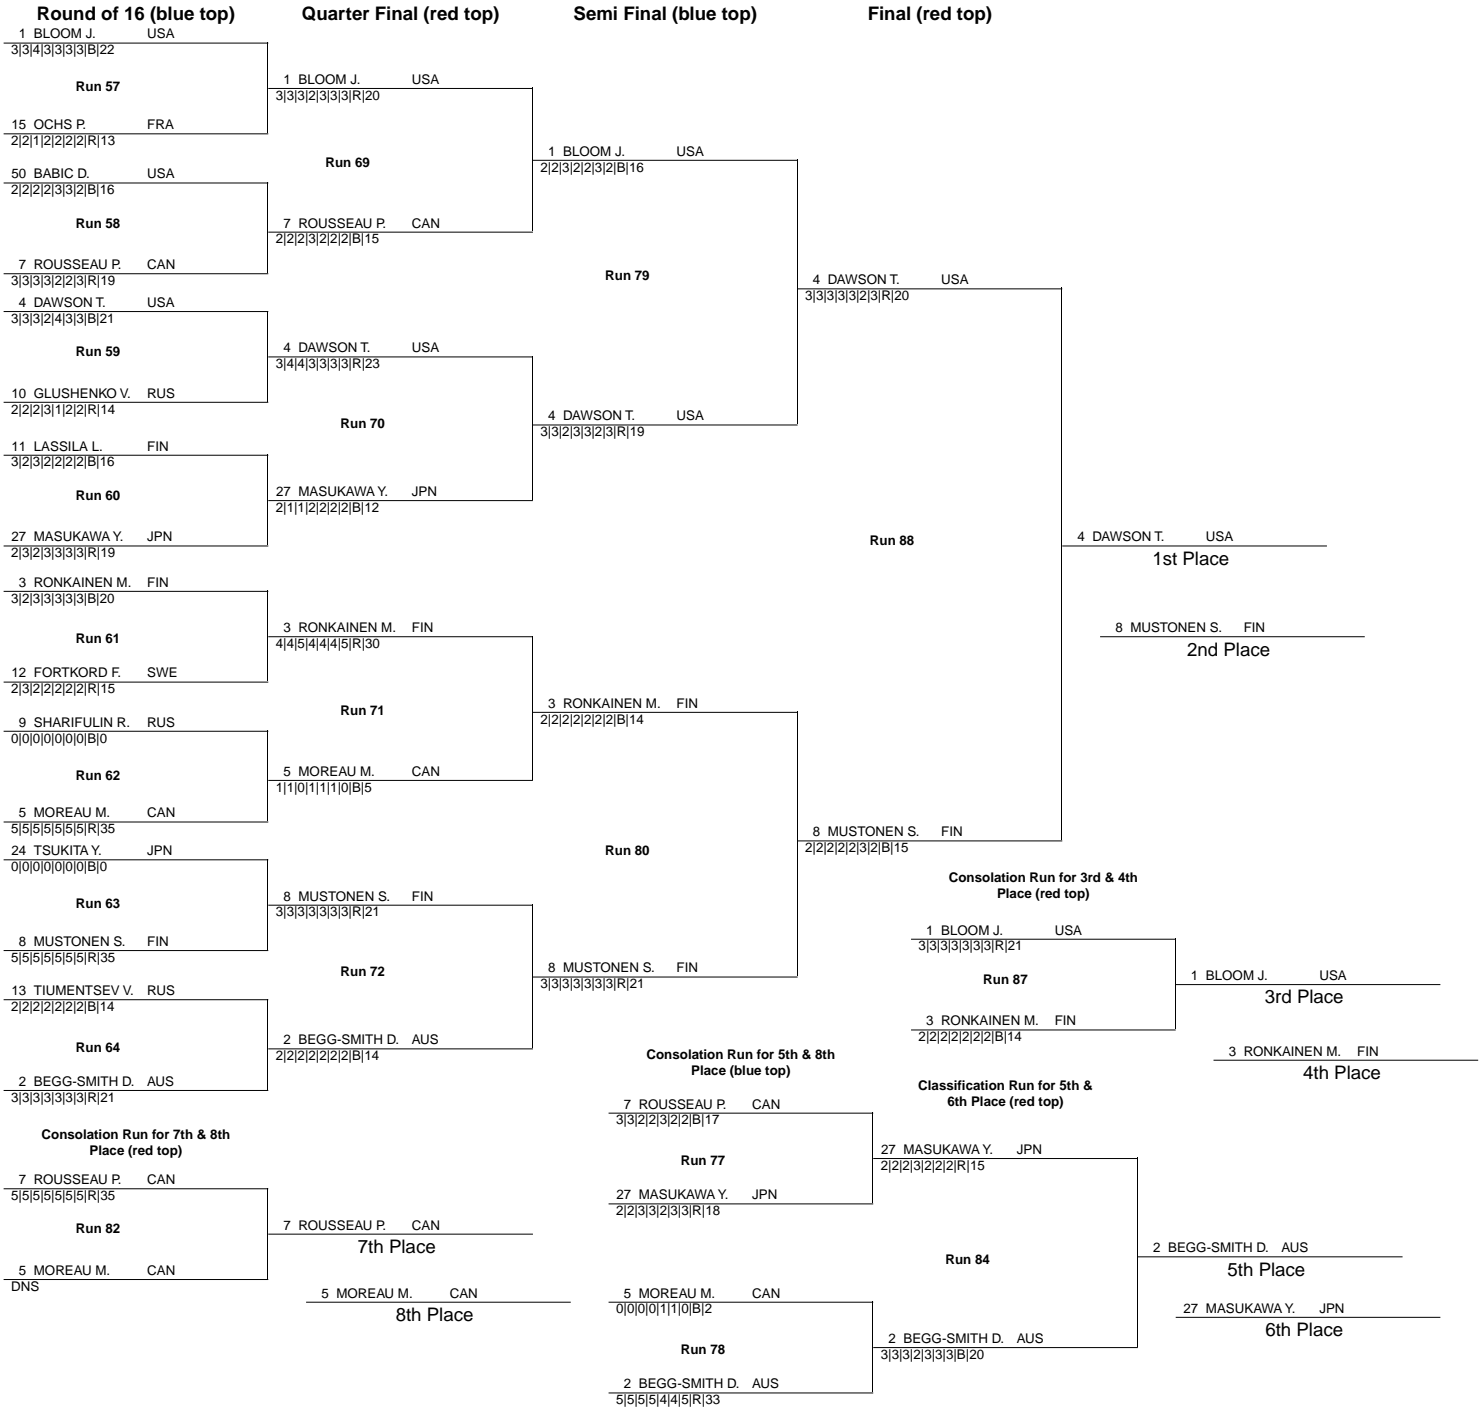 Round of 16 (blue top)
Quarter Final (red top)
Semi Final (blue top)
Final (red top)
1 BLOOM J. USA
3|3|4|3|3|3|3|B|22
Run 57
15 OCHS P. FRA
2|2|1|2|2|2|2|R|13
50 BABIC D. USA
2|2|2|2|3|3|2|B|16
Run 58
7 ROUSSEAU P. CAN
3|3|3|3|2|2|3|R|19
4 DAWSON T. USA
3|3|3|2|4|3|3|B|21
Run 59
10 GLUSHENKO V. RUS
2|2|2|3|1|2|2|R|14
11 LASSILA L. FIN
3|2|3|2|2|2|2|B|16
Run 60
27 MASUKAWA Y. JPN
2|3|2|3|3|3|3|R|19
3 RONKAINEN M. FIN
3|2|3|3|3|3|3|B|20
Run 61
12 FORTKORD F. SWE
2|3|2|2|2|2|2|R|15
9 SHARIFULIN R. RUS
0|0|0|0|0|0|0|B|0
Run 62
5 MOREAU M. CAN
5|5|5|5|5|5|5|R|35
24 TSUKITA Y. JPN
0|0|0|0|0|0|0|B|0
Run 63
8 MUSTONEN S. FIN
5|5|5|5|5|5|5|R|35
13 TIUMENTSEV V. RUS
2|2|2|2|2|2|2|B|14
Run 64
2 BEGG-SMITH D. AUS
3|3|3|3|3|3|3|R|21
1 BLOOM J. USA
3|3|3|2|3|3|3|R|20
Run 69
7 ROUSSEAU P. CAN
2|2|2|3|2|2|2|B|15
4 DAWSON T. USA
3|4|4|3|3|3|3|R|23
Run 70
27 MASUKAWA Y. JPN
2|1|1|2|2|2|2|B|12
3 RONKAINEN M. FIN
4|4|5|4|4|4|5|R|30
Run 71
5 MOREAU M. CAN
1|1|0|1|1|1|0|B|5
8 MUSTONEN S. FIN
3|3|3|3|3|3|3|R|21
Run 72
2 BEGG-SMITH D. AUS
2|2|2|2|2|2|2|B|14
1 BLOOM J. USA
2|2|3|2|2|3|2|B|16
Run 79
4 DAWSON T. USA
3|3|2|3|3|2|3|R|19
3 RONKAINEN M. FIN
2|2|2|2|2|2|2|B|14
Run 80
8 MUSTONEN S. FIN
3|3|3|3|3|3|3|R|21
4 DAWSON T. USA
3|3|3|3|3|2|3|R|20
Run 88
8 MUSTONEN S. FIN
2|2|2|2|2|3|2|B|15
4 DAWSON T. USA
1st Place
8 MUSTONEN S. FIN
2nd Place
Consolation Run for 3rd & 4th
Place (red top)
1 BLOOM J. USA
3|3|3|3|3|3|3|R|21
Run 87
3 RONKAINEN M. FIN
2|2|2|2|2|2|2|B|14
1 BLOOM J. USA
3rd Place
3 RONKAINEN M. FIN
4th Place
Consolation Run for 5th & 8th
Place (blue top)
7 ROUSSEAU P. CAN
3|3|2|2|3|2|2|B|17
Run 77
27 MASUKAWA Y. JPN
2|2|3|3|2|3|3|R|18
5 MOREAU M. CAN
0|0|0|0|1|1|0|B|2
Run 78
2 BEGG-SMITH D. AUS
5|5|5|5|4|4|5|R|33
Classification Run for 5th &
6th Place (red top)
27 MASUKAWA Y. JPN
2|2|2|3|2|2|2|R|15
Run 84
2 BEGG-SMITH D. AUS
3|3|3|2|3|3|3|B|20
2 BEGG-SMITH D. AUS
5th Place
27 MASUKAWA Y. JPN
6th Place
Consolation Run for 7th & 8th
Place (red top)
7 ROUSSEAU P. CAN
5|5|5|5|5|5|5|R|35
Run 82
5 MOREAU M. CAN
DNS
7 ROUSSEAU P. CAN
7th Place
5 MOREAU M. CAN
8th Place